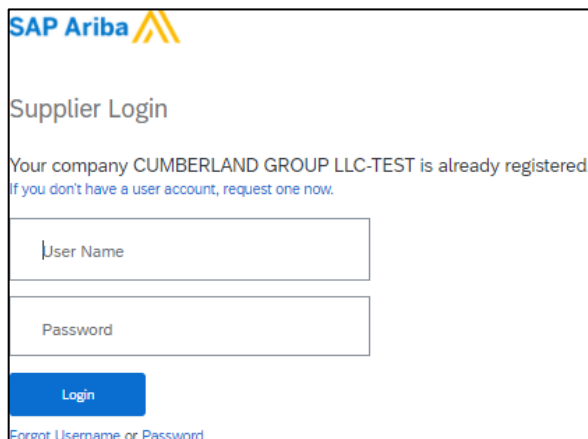 SAP Ariba
Supplier Login
Your company CUMBERLAND GROUP LLC-TEST is already registered.
If you don't have a user account, request one now.
User Name
Password
Login
Forgot Username or Password